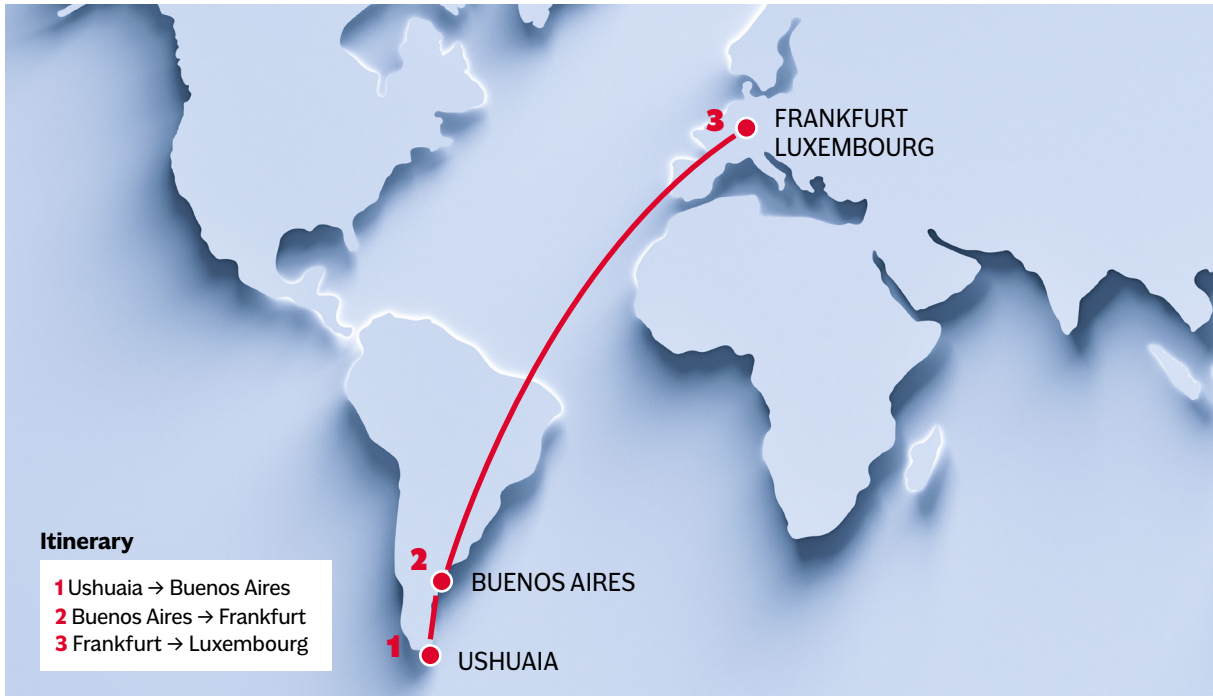 3
FRANKFURT
LUXEMBOURG
Itinerary
1 Ushuaia → Buenos Aires
2 Buenos Aires → Frankfurt
3 Frankfurt → Luxembourg
2
BUENOS AIRES
1
USHUAIA